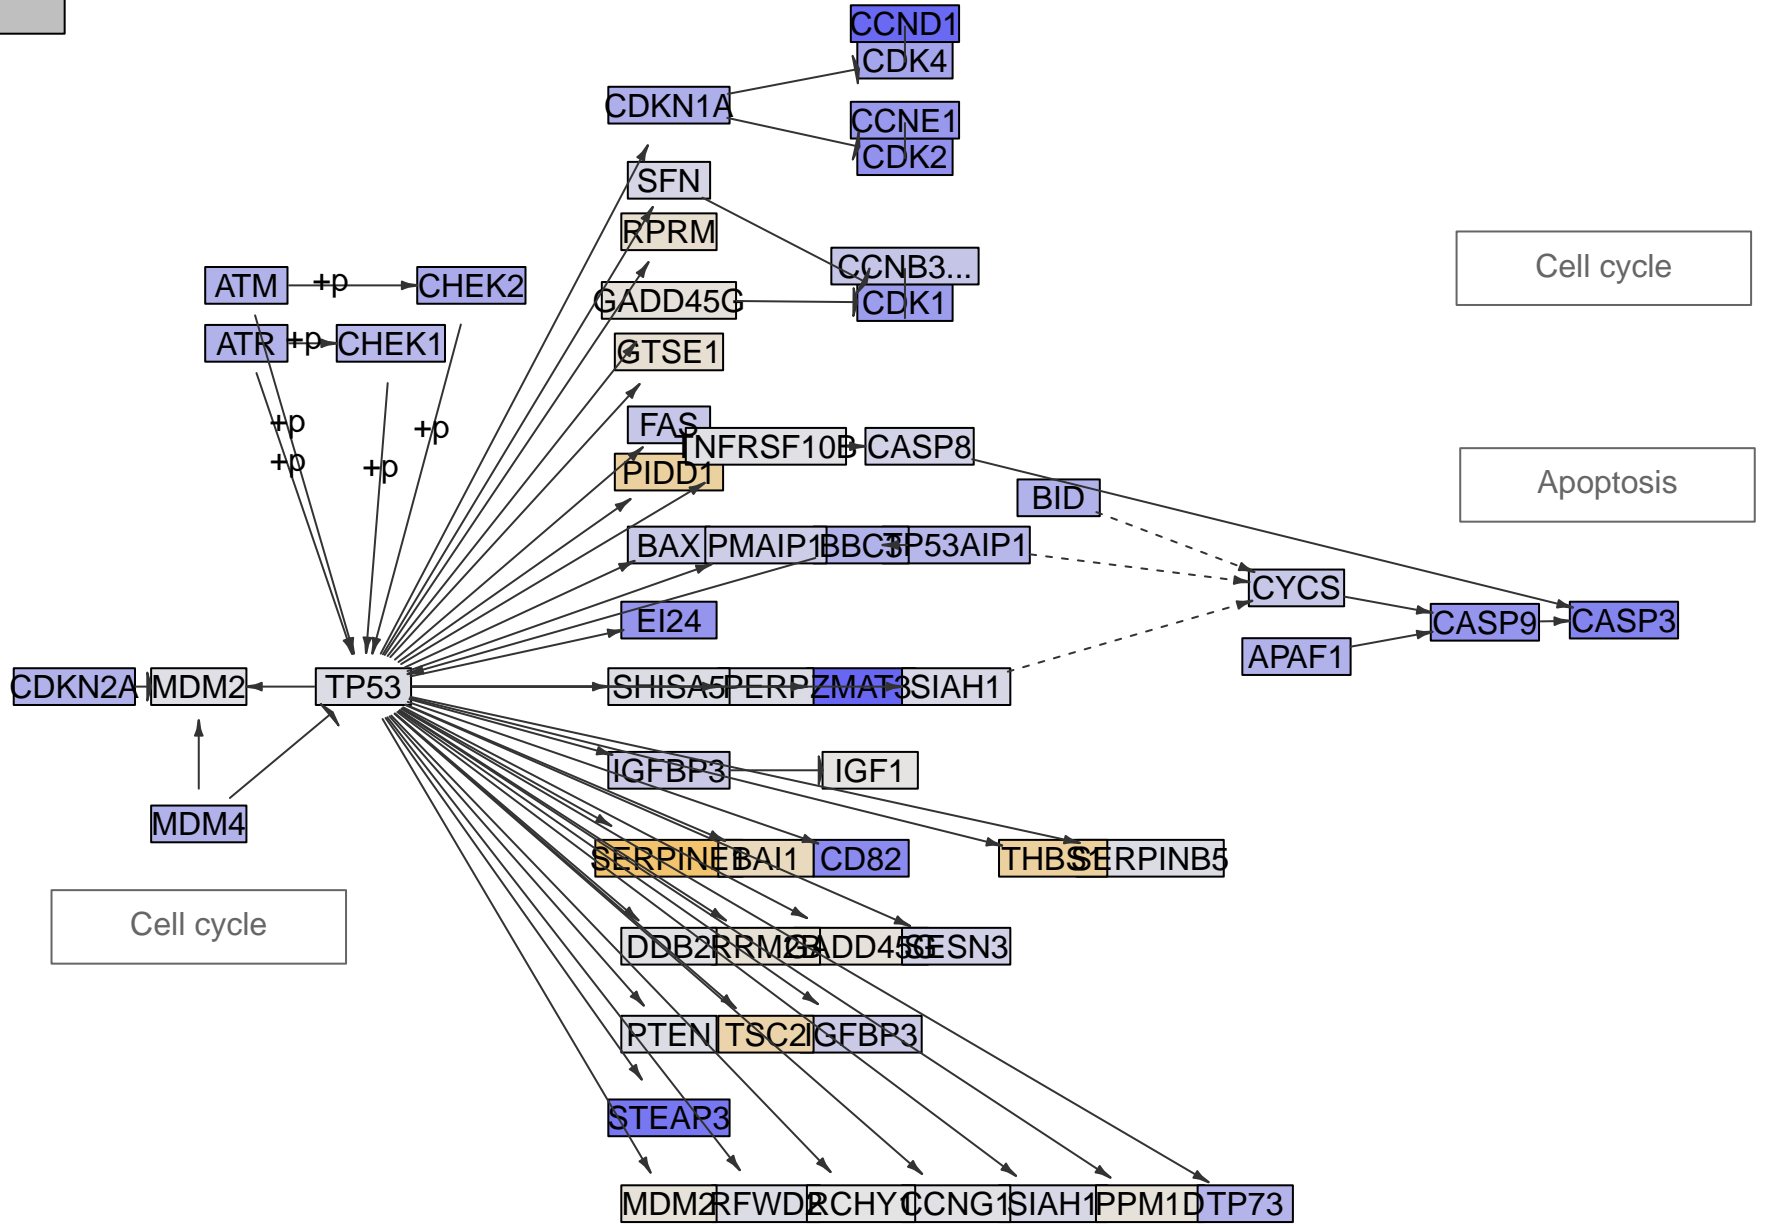 CCND1
CDK4
CDKN1A
CCNE1
CDK2
SFN
RPRM
Cell cycle
CCNB3...
ATM
+p
CHEK2
GADD45G
CDK1
ATR
+p
CHEK1
GTSE1
+p
+p
FAS
TNFRSF10B
CASP8
+p
+p
PIDD1
Apoptosis
BID
BAX
PMAIP1
BBC3
TP53AIP1
CYCS
EI24
CASP9
CASP3
APAF1
CDKN2A
MDM2
TP53
SHISA5
PERP
ZMAT3
SIAH1
IGFBP3
IGF1
MDM4
SERPINE1
BAI1
CD82
THBS1
SERPINB5
Cell cycle
DDB2
RRM2B
GADD45G
SESN3
PTEN
TSC2
IGFBP3
STEAP3
MDM2
RFWD2
RCHY1
CCNG1
SIAH1
PPM1D
TP73